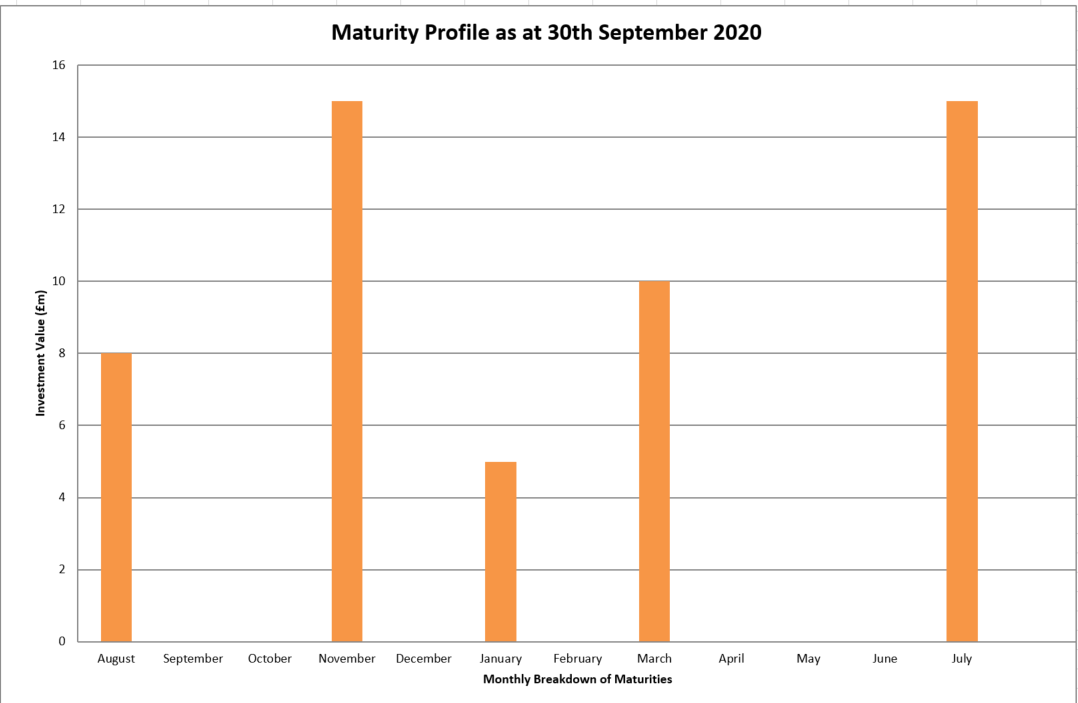 Maturity Profile as at 30th September 2020
16
14
12
10
8
6
4
2
0
Investment Value (£m)
August September October November December January February March April May June July
Monthly Breakdown of Maturities